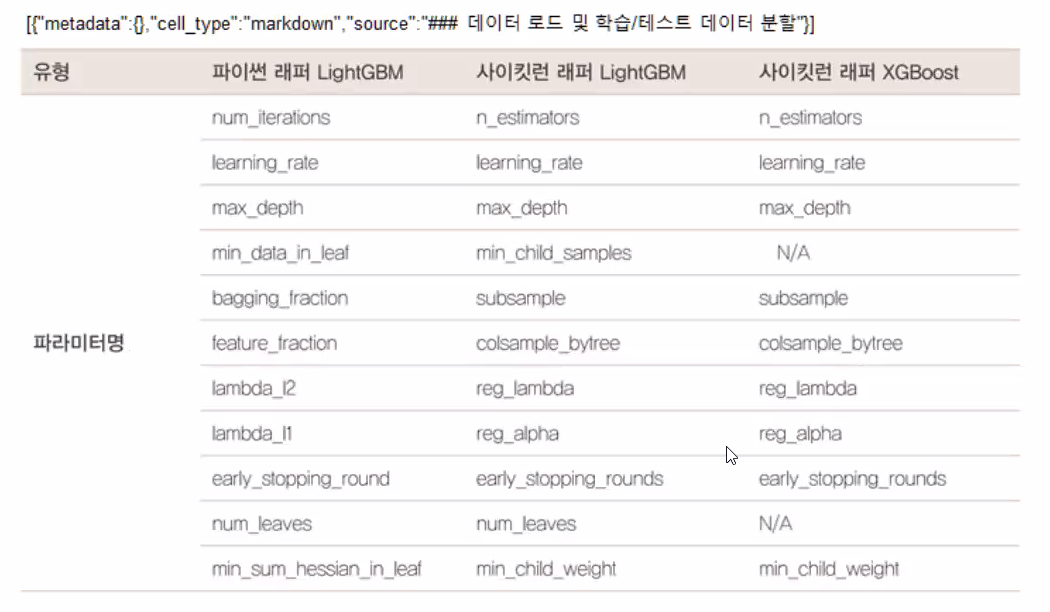 [{"metadata":{},"cell_type":"markdown","source":"### 데이터 로드 및 학습/테스트 데이터 분할"}]
유형 파이썬 래퍼 LightGBM 사이킷런 래퍼 LightGBM 사이킷런 래퍼 XGBoost
num_iterations n_estimators n_estimators
learning_rate learning_rate learning_rate
max_depth max_depth max_depth
min_data_in_leaf min_child_samples N/A
bagging_fraction subsample subsample
파라미터명 feature_fraction colsample_bytree colsample_bytree
lambda_l2 reg_lambda reg_lambda
lambda_l1 reg_alpha reg_alpha
early_stopping_round early_stopping_rounds early_stopping_rounds
num_leaves num_leaves N/A
min_sum_hessian_in_leaf min_child_weight min_child_weight